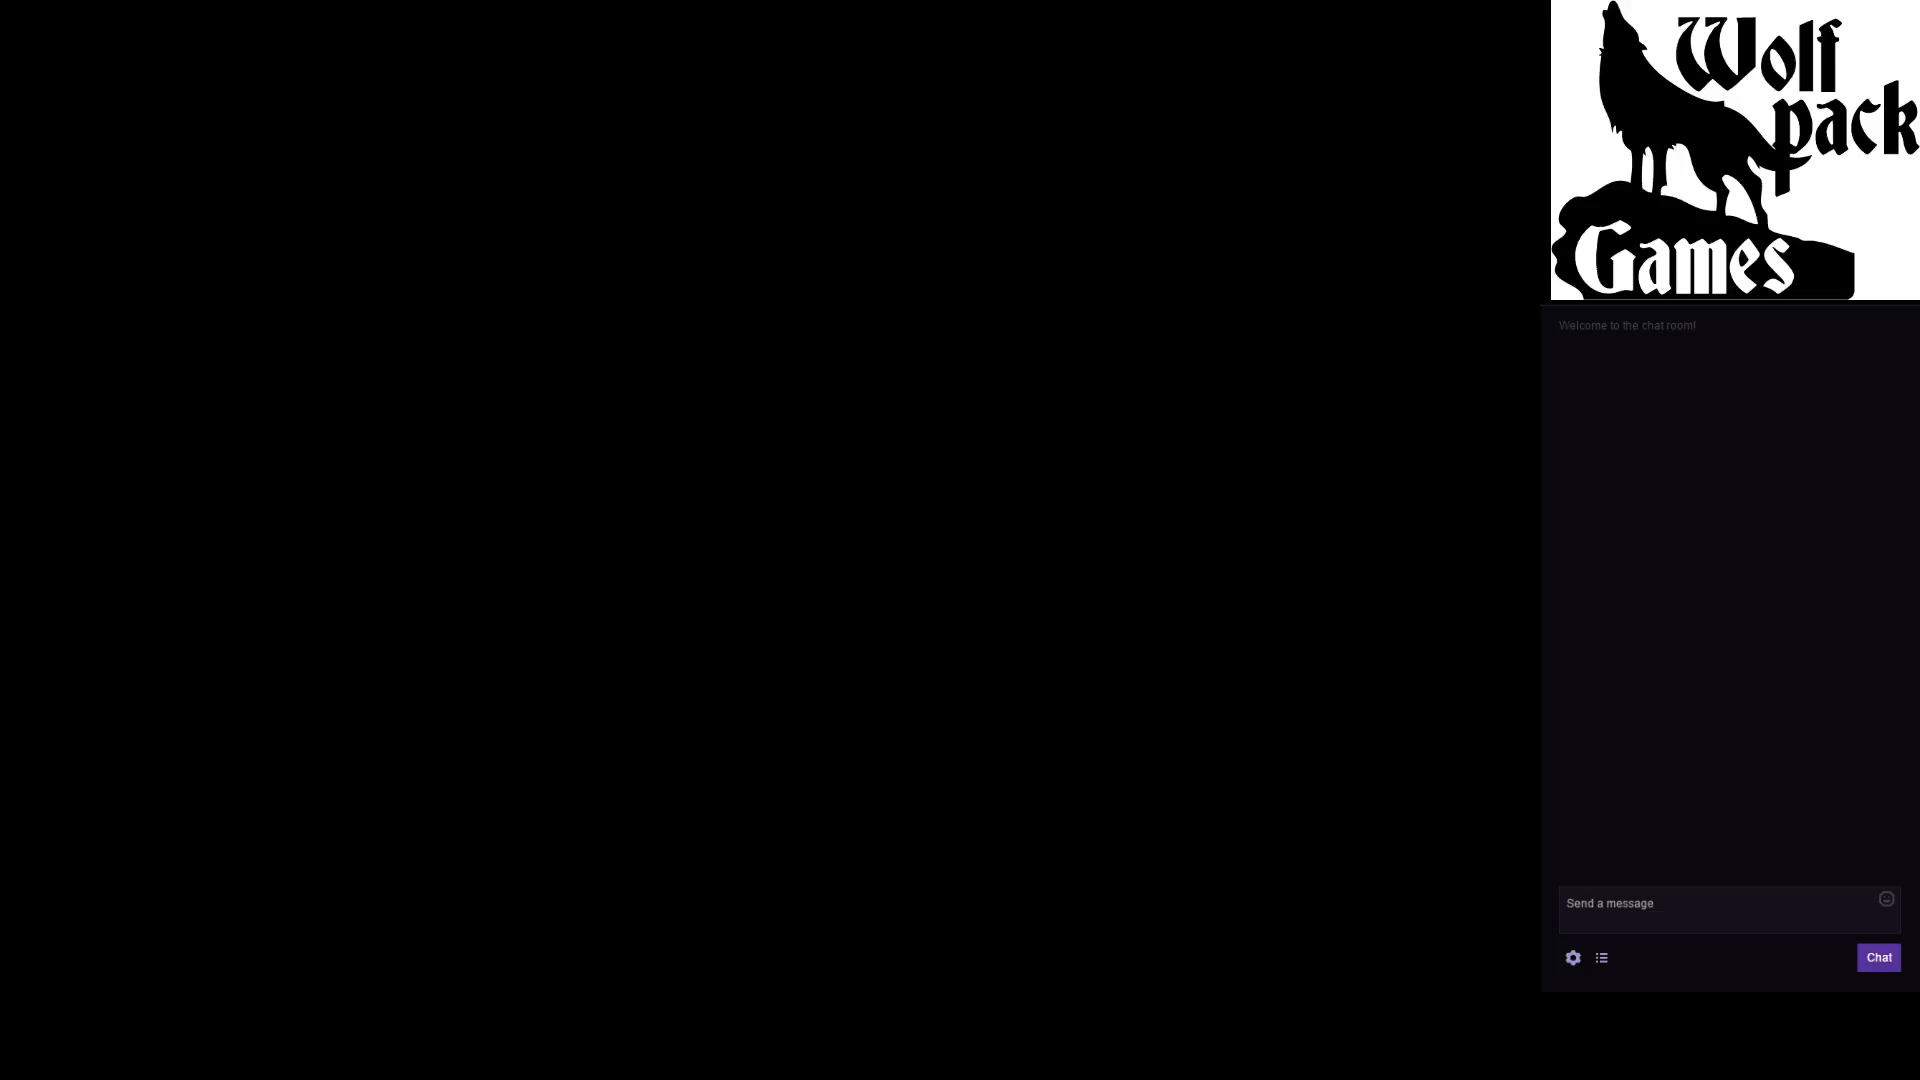 Wolf
pack
Games
Welcome to the chat room!
Send a message
Chat